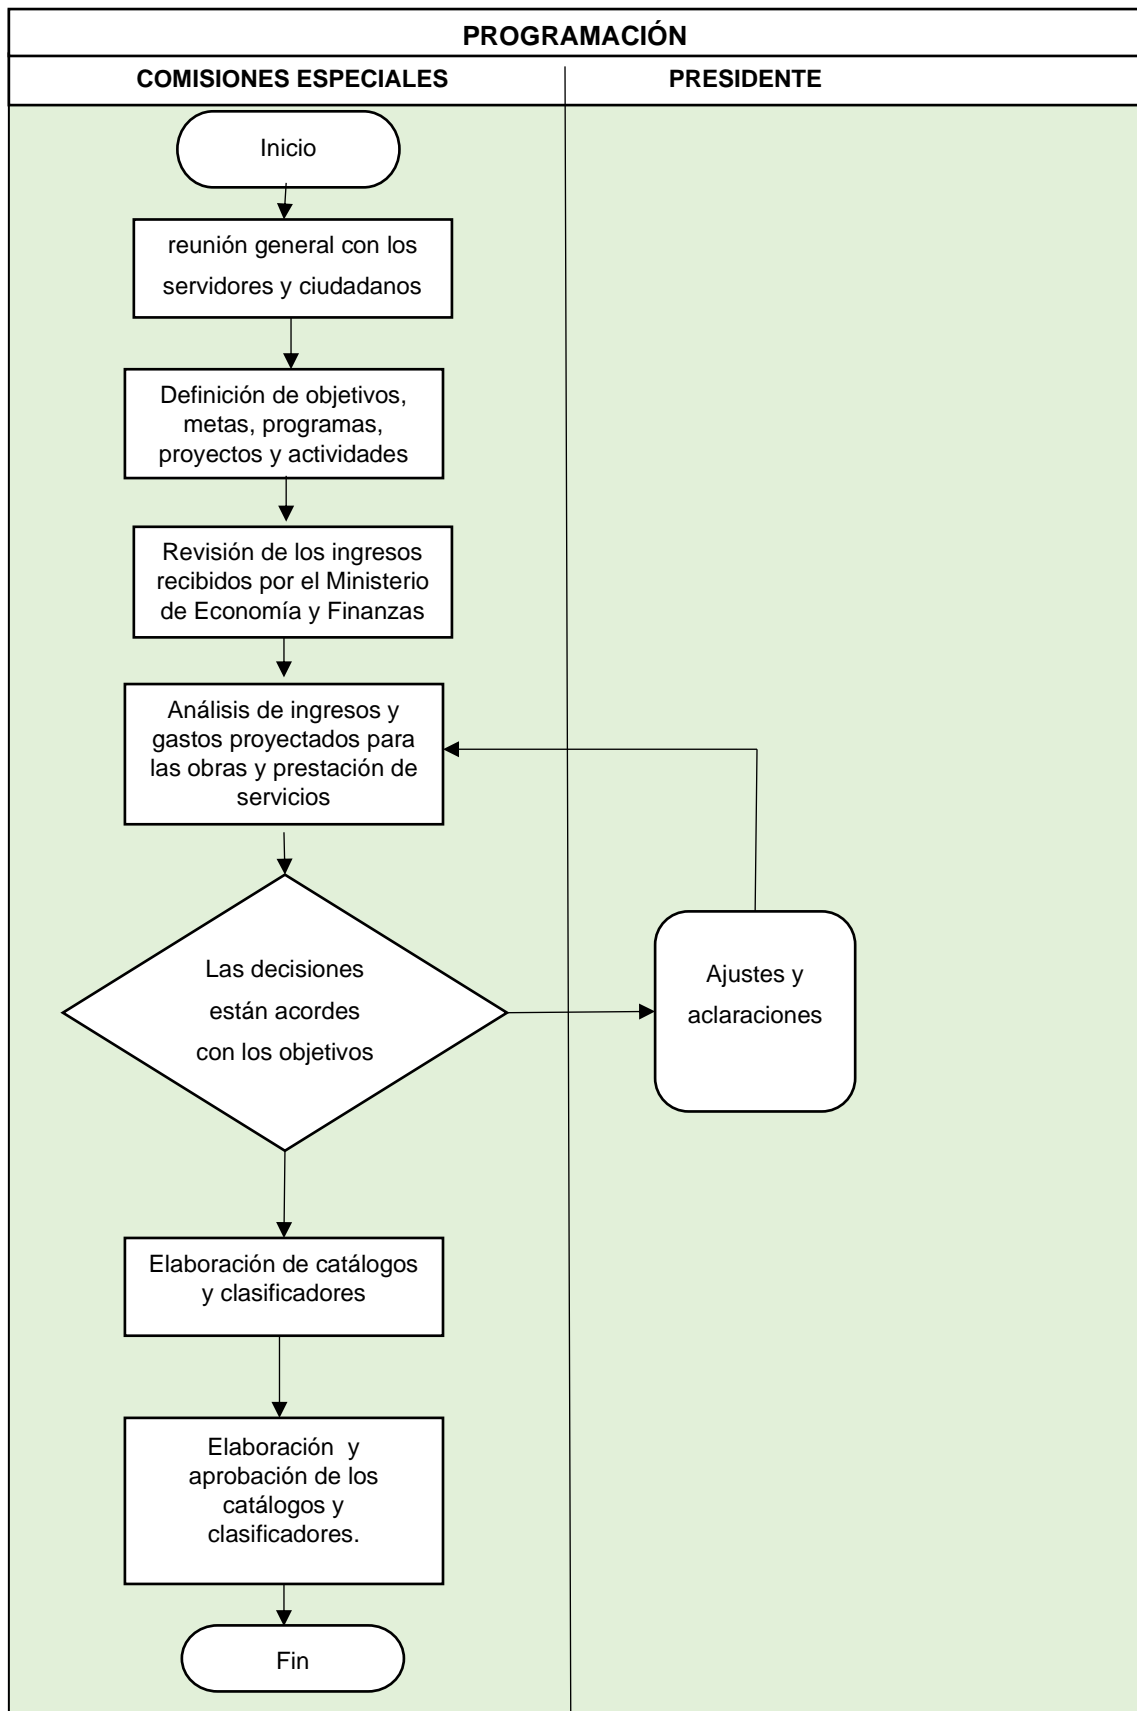 PROGRAMACIÓN
COMISIONES ESPECIALES
PRESIDENTE
Inicio
reunión general con los
servidores y ciudadanos
Definición de objetivos,
metas, programas,
proyectos y actividades
Revisión de los ingresos
recibidos por el Ministerio
de Economía y Finanzas
Análisis de ingresos y
gastos proyectados para
las obras y prestación de
servicios
Las decisiones
están acordes
con los objetivos
Ajustes y
aclaraciones
Elaboración de catálogos
y clasificadores
Elaboración  y
aprobación de los
catálogos y
clasificadores.
Fin